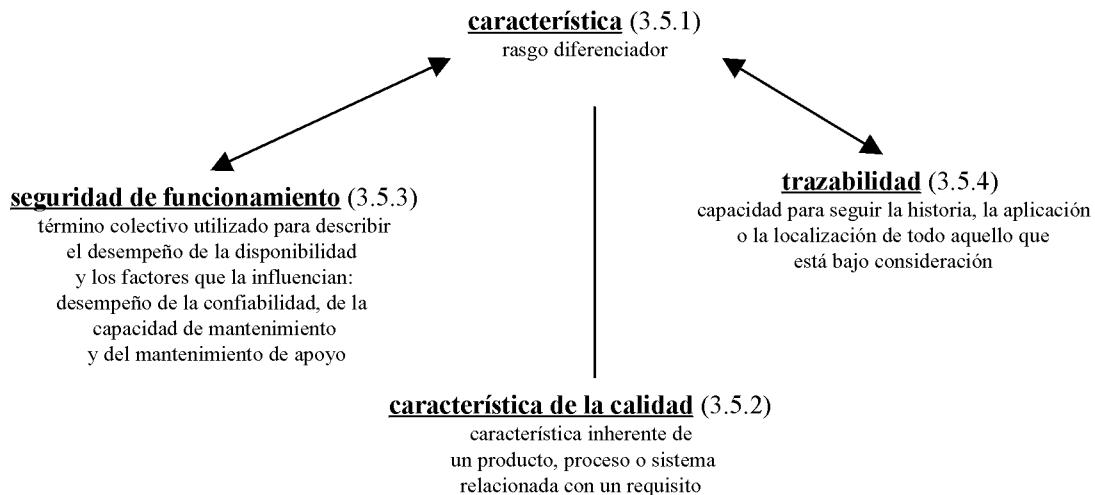 característica (3.5.1)
rasgo diferenciador
seguridad de funcionamiento (3.5.3)
término colectivo utilizado para describir
el desempeño de la disponibilidad
y los factores que la influencian:
desempeño de la confiabilidad, de la
capacidad de mantenimiento
y del mantenimiento de apoyo
trazabilidad (3.5.4)
capacidad para seguir la historia, la aplicación
o la localización de todo aquello que
está bajo consideración
característica de la calidad (3.5.2)
característica inherente de
un producto, proceso o sistema
relacionada con un requisito